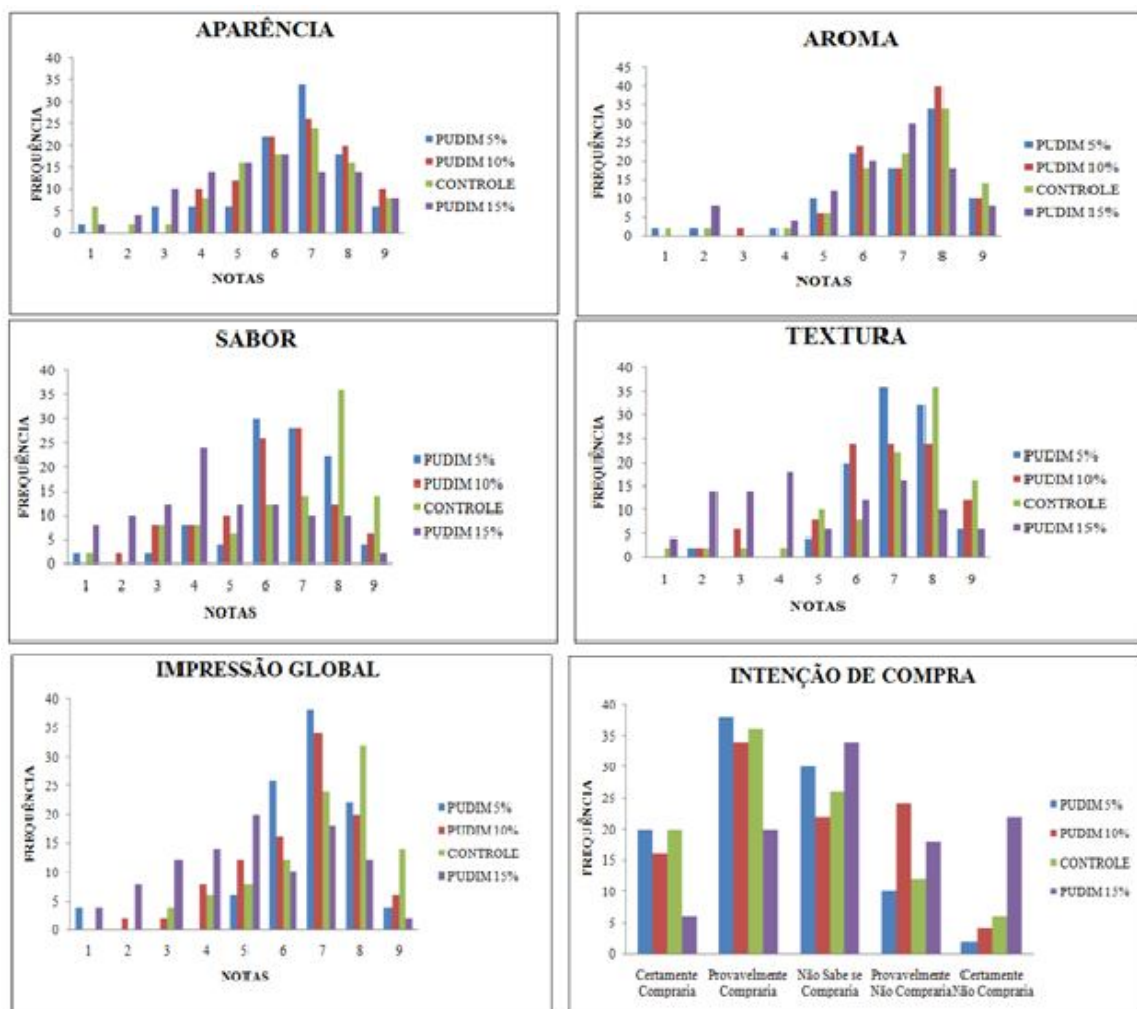 APARÊNCIA
FREQUÊNCIA
40
35
30
25
20
15
10
5
0
1 2 3 4 5 6 7 8 9
NOTAS
PUDIM 5%
PUDIM 10%
CONTROLE
PUDIM 15%
AROMA
FREQUÊNCIA
45
40
35
30
25
20
15
10
5
0
1 2 3 4 5 6 7 8 9
NOTAS
PUDIM 5%
PUDIM 10%
CONTROLE
PUDIM 15%
SABOR
FREQUÊNCIA
40
35
30
25
20
15
10
5
0
1 2 3 4 5 6 7 8 9
NOTAS
PUDIM 5%
PUDIM 10%
CONTROLE
PUDIM 15%
TEXTURA
FREQUÊNCIA
40
35
30
25
20
15
10
5
0
1 2 3 4 5 6 7 8 9
NOTAS
PUDIM 5%
PUDIM 10%
CONTROLE
PUDIM 15%
IMPRESSÃO GLOBAL
FREQUÊNCIA
40
35
30
25
20
15
10
5
0
1 2 3 4 5 6 7 8 9
NOTAS
PUDIM 5%
PUDIM 10%
CONTROLE
PUDIM 15%
INTENÇÃO DE COMPRA
FREQUÊNCIA
40
35
30
25
20
15
10
5
0
Certamente Provavelmente Não Sabe se Provavelmente Certamente
Compraria Compraria Compraria Não Compraria Não Compraria
PUDIM 5%
PUDIM 10%
CONTROLE
PUDIM 15%